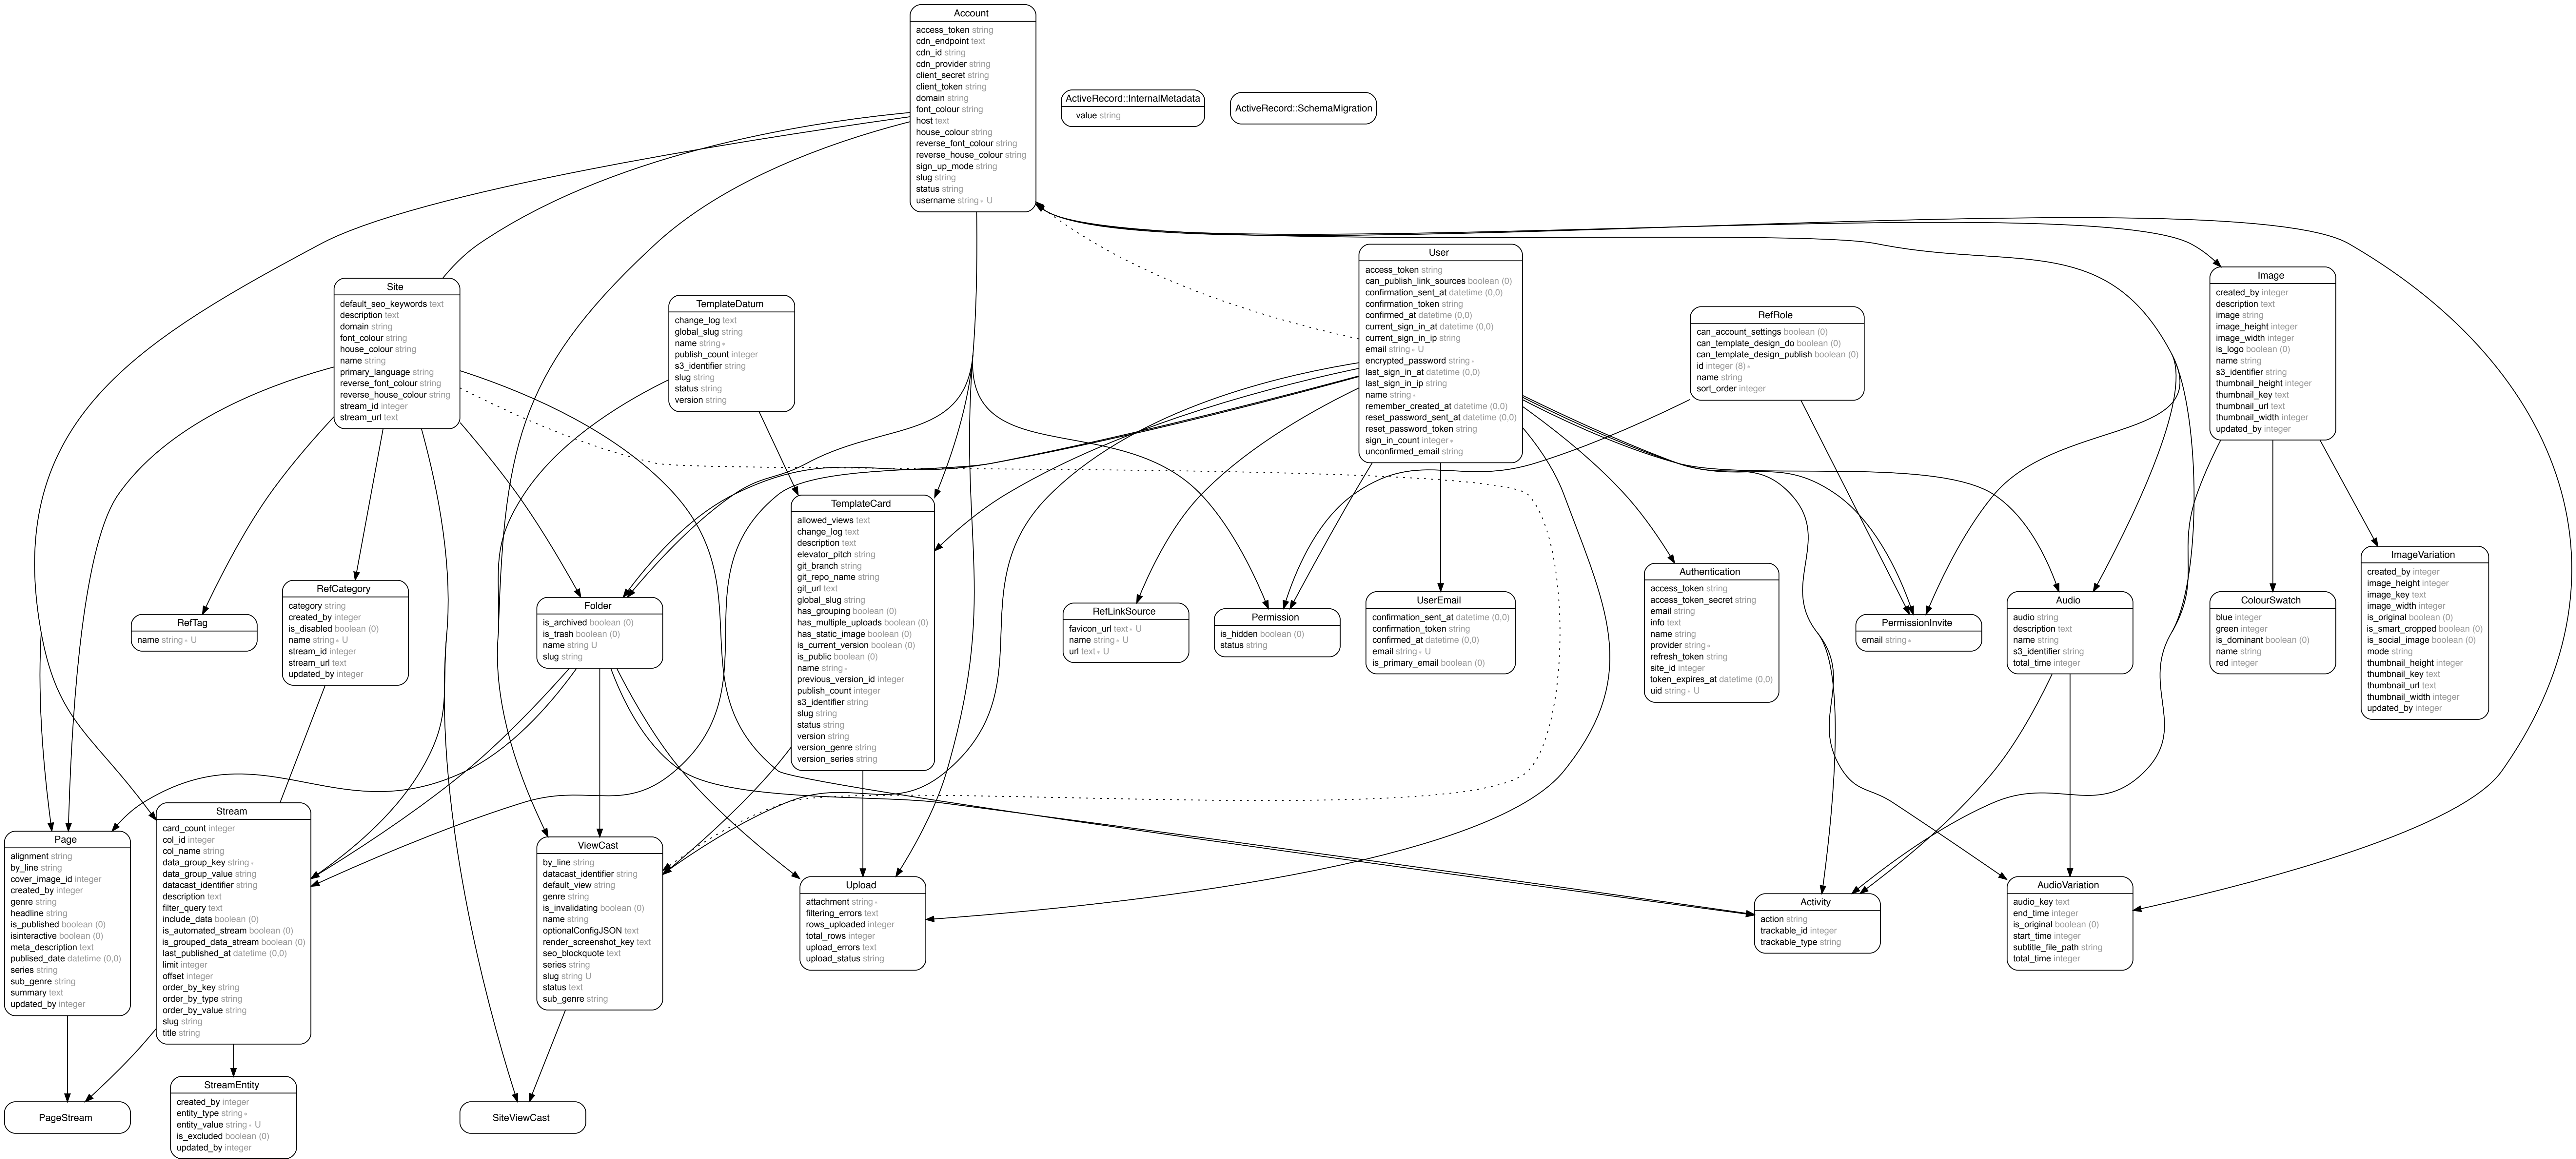 Account
access_token string
cdn_endpoint text
cdn_id string
cdn_provider string
client_secret string
client_token string
domain string
font_colour string
host text
house_colour string
reverse_font_colour string
reverse_house_colour string
sign_up_mode string
slug string
status string
username string∗ U
ActiveRecord::InternalMetadata
value string
ActiveRecord::SchemaMigration
Site
default_seo_keywords text
description text
domain string
font_colour string
house_colour string
name string
primary_language string
reverse_font_colour string
reverse_house_colour string
stream_id integer
stream_url text
TemplateDatum
change_log text
global_slug string
name string∗
publish_count integer
s3_identifier string
slug string
status string
version string
User
access_token string
can_publish_link_sources boolean (0)
confirmation_sent_at datetime (0,0)
confirmation_token string
confirmed_at datetime (0,0)
current_sign_in_at datetime (0,0)
current_sign_in_ip string
email string∗ U
encrypted_password string∗
last_sign_in_at datetime (0,0)
last_sign_in_ip string
name string∗
remember_created_at datetime (0,0)
reset_password_sent_at datetime (0,0)
reset_password_token string
sign_in_count integer∗
unconfirmed_email string
RefRole
can_account_settings boolean (0)
can_template_design_do boolean (0)
can_template_design_publish boolean (0)
id integer (8)∗
name string
sort_order integer
Image
created_by integer
description text
image string
image_height integer
image_width integer
is_logo boolean (0)
name string
s3_identifier string
thumbnail_height integer
thumbnail_key text
thumbnail_url text
thumbnail_width integer
updated_by integer
RefTag
name string∗ U
RefCategory
category string
created_by integer
is_disabled boolean (0)
name string∗ U
stream_id integer
stream_url text
updated_by integer
Folder
is_archived boolean (0)
is_trash boolean (0)
name string U
slug string
TemplateCard
allowed_views text
change_log text
description text
elevator_pitch string
git_branch string
git_repo_name string
git_url text
global_slug string
has_grouping boolean (0)
has_multiple_uploads boolean (0)
has_static_image boolean (0)
is_current_version boolean (0)
is_public boolean (0)
name string∗
previous_version_id integer
publish_count integer
s3_identifier string
slug string
status string
version string
version_genre string
version_series string
RefLinkSource
favicon_url text∗ U
name string∗ U
url text∗ U
Permission
is_hidden boolean (0)
status string
UserEmail
confirmation_sent_at datetime (0,0)
confirmation_token string
confirmed_at datetime (0,0)
email string∗ U
is_primary_email boolean (0)
Authentication
access_token string
access_token_secret string
email string
info text
name string
provider string∗
refresh_token string
site_id integer
token_expires_at datetime (0,0)
uid string∗ U
PermissionInvite
email string∗
Audio
audio string
description text
name string
s3_identifier string
total_time integer
ColourSwatch
blue integer
green integer
is_dominant boolean (0)
name string
red integer
ImageVariation
created_by integer
image_height integer
image_key text
image_width integer
is_original boolean (0)
is_smart_cropped boolean (0)
is_social_image boolean (0)
mode string
thumbnail_height integer
thumbnail_key text
thumbnail_url text
thumbnail_width integer
updated_by integer
Page
alignment string
by_line string
cover_image_id integer
created_by integer
genre string
headline string
is_published boolean (0)
isinteractive boolean (0)
meta_description text
publised_date datetime (0,0)
series string
sub_genre string
summary text
updated_by integer
Stream
card_count integer
col_id integer
col_name string
data_group_key string∗
data_group_value string
datacast_identifier string
description text
filter_query text
include_data boolean (0)
is_automated_stream boolean (0)
is_grouped_data_stream boolean (0)
last_published_at datetime (0,0)
limit integer
offset integer
order_by_key string
order_by_type string
order_by_value string
slug string
title string
ViewCast
by_line string
datacast_identifier string
default_view string
genre string
is_invalidating boolean (0)
name string
optionalConfigJSON text
render_screenshot_key text
seo_blockquote text
series string
slug string U
status text
sub_genre string
Upload
attachment string∗
filtering_errors text
rows_uploaded integer
total_rows integer
upload_errors text
upload_status string
Activity
action string
trackable_id integer
trackable_type string
AudioVariation
audio_key text
end_time integer
is_original boolean (0)
start_time integer
subtitle_file_path string
total_time integer
PageStream
StreamEntity
created_by integer
entity_type string∗
entity_value string∗ U
is_excluded boolean (0)
updated_by integer
SiteViewCast